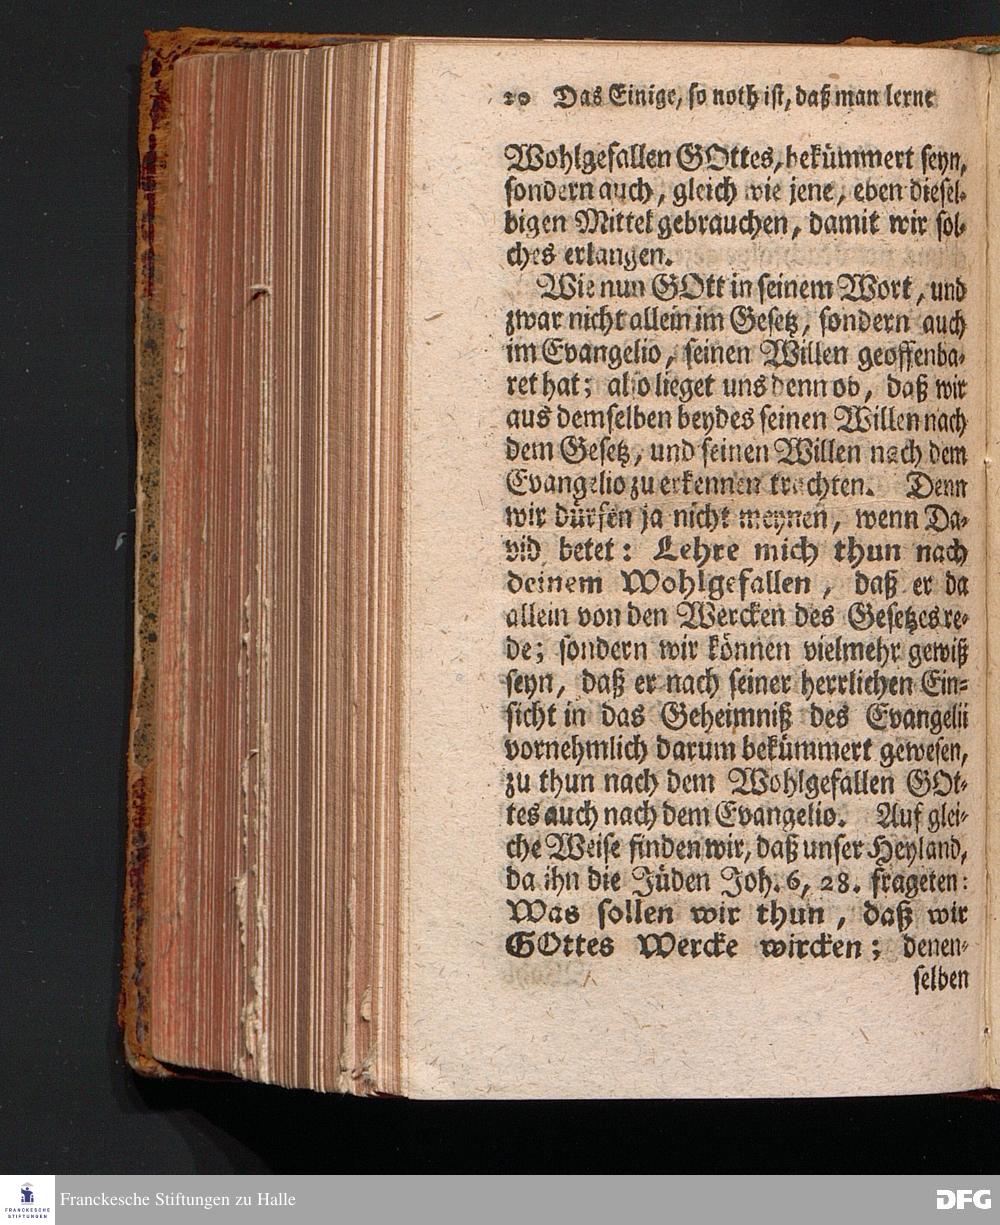 20 Das Einige, so noth ist, daß man lerne
Wohlgefallen GOttes, bekümmert seyn,
sondern auch, gleich wie jene, eben diesel-
bigen Mittel gebrauchen, damit wir sol-
ches erlangen.
Wie nun GOtt in seinem Wort, und
zwar nicht allein im Gesetz, sondern auch
im Evangelio, seinen Willen geoffenba-
ret hat; also lieget uns denn ob, daß wir
aus demselben beydes seinen Willen nach
dem Gesetz, und seinen Willen nach dem
Evangelio zu erkennen trachten. Denn
wir dürfen ja nicht meynen, wenn Da-
vid betet: Lehre mich thun nach
deinem Wohlgefallen, daß er da
allein von den Wercken des Gesetzes re-
de; sondern wir können vielmehr gewiß
seyn, daß er nach seiner herrlichen Ein-
sicht in das Geheimniß des Evangelii
vornehmlich darum bekümmert gewesen,
zu thun nach dem Wohlgefallen GOt-
tes auch nach dem Evangelio. Auf glei-
che Weise finden wir, daß unser Heyland,
da ihn die Jüden Joh. 6, 28. frageten:
Was sollen wir thun, daß wir
GOttes Wercke wircken; denen-
selben
FRANCKESCHE
STIFTUNGEN
Franckesche Stiftungen zu Halle
DFG